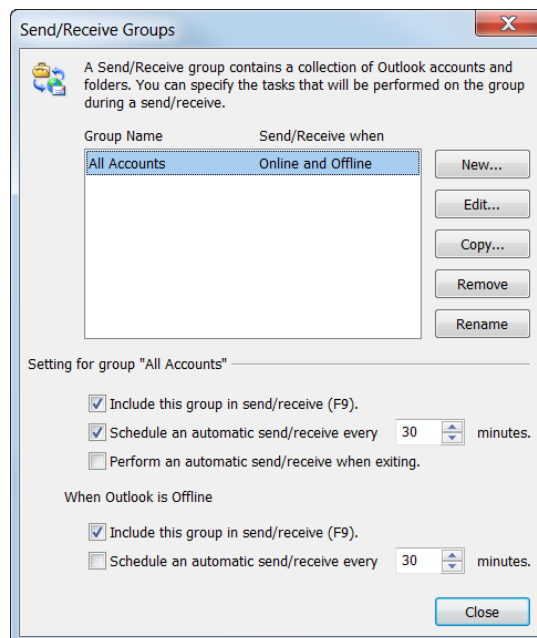 Send/Receive Groups
A Send/Receive group contains a collection of Outlook accounts and
folders. You can specify the tasks that will be performed on the group
during a send/receive.
Group Name Send/Receive when
All Accounts Online and Offline
New...
Edit...
Copy...
Remove
Rename
Setting for group "All Accounts"
Include this group in send/receive (F9).
Schedule an automatic send/receive every 30 minutes.
Perform an automatic send/receive when exiting.
When Outlook is Offline
Include this group in send/receive (F9).
Schedule an automatic send/receive every 30 minutes.
Close